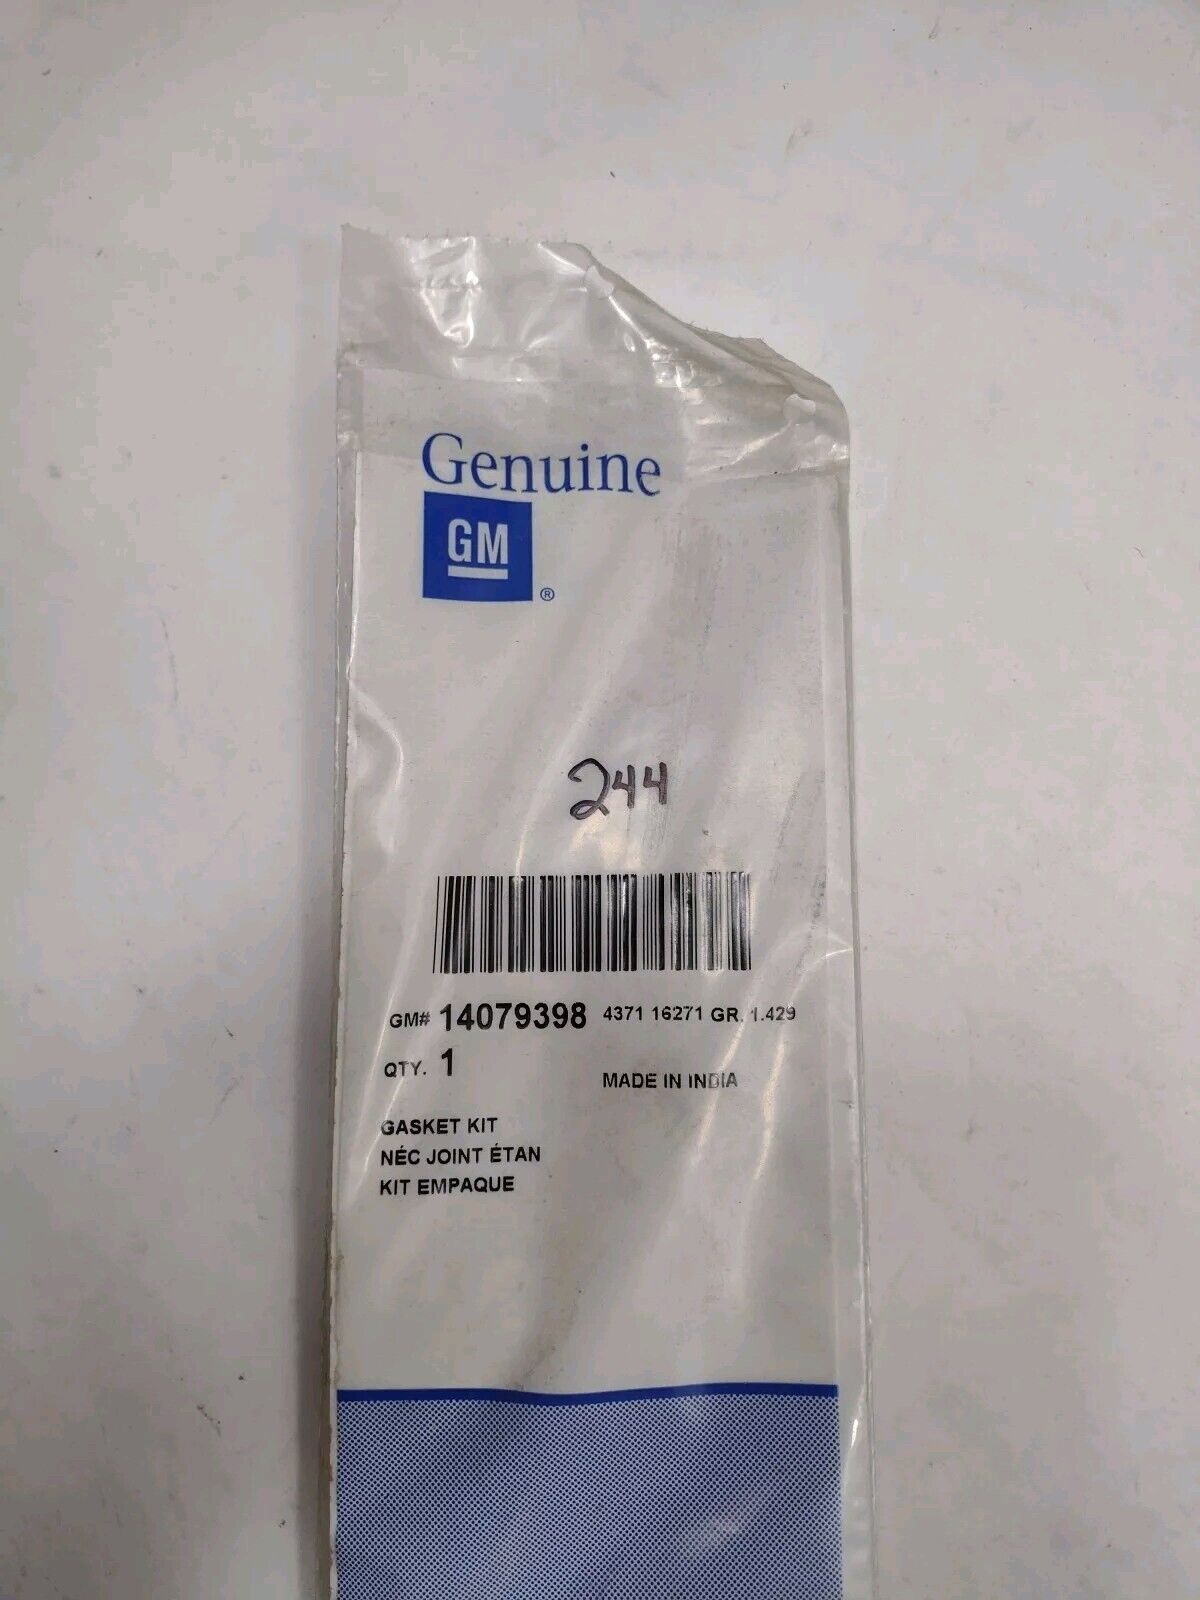 Genuine
GM
®
244
GM# 14079398 4371 16271 GR. 1.429
QTY. 1
MADE IN INDIA
GASKET KIT
NÉC JOINT ÉTAN
KIT EMPAQUE